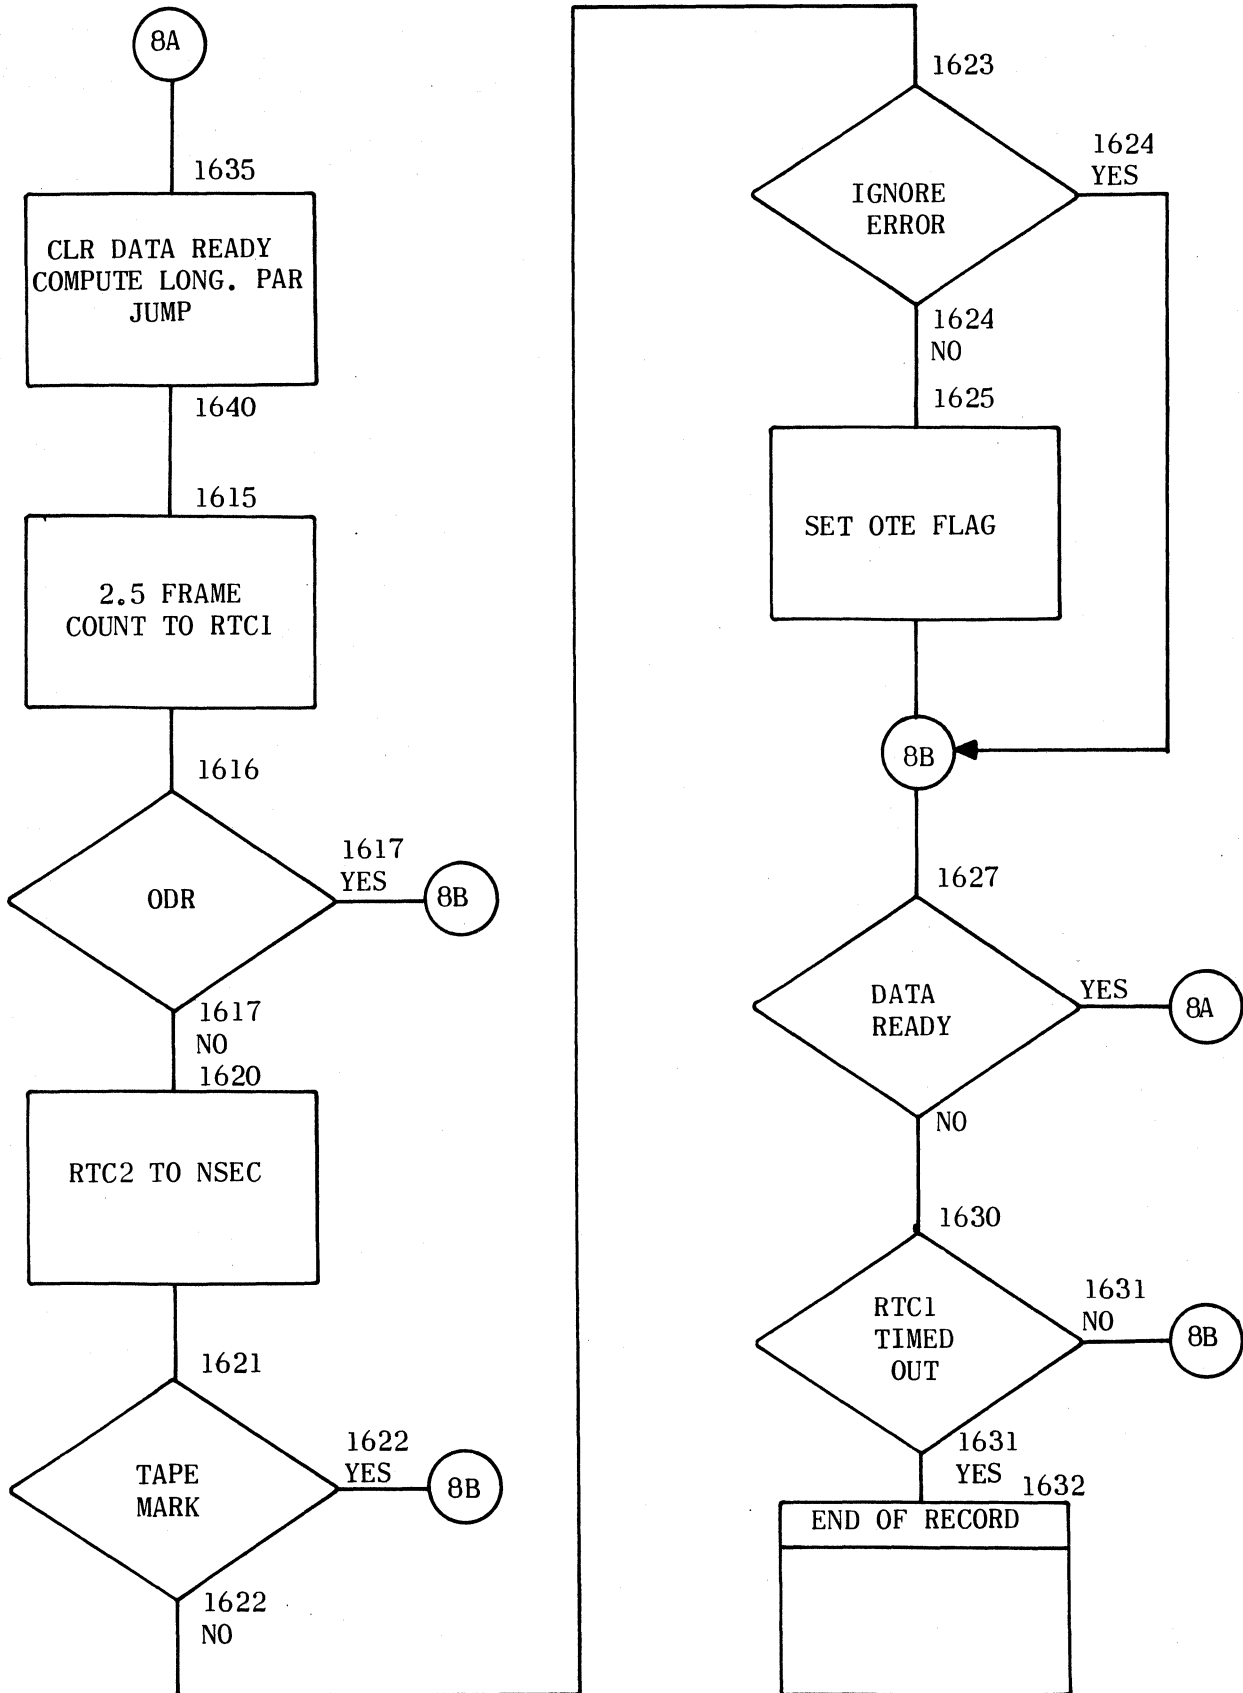 8A
1635
CLR DATA READY
COMPUTE LONG. PAR
JUMP
1640
1615
2.5 FRAME
COUNT TO RTC1
1616
ODR
1617
YES
8B
1617
NO
1620
RTC2 TO NSEC
1621
TAPE
MARK
1622
YES
8B
1622
NO
1623
IGNORE
ERROR
1624
YES
1624
NO
1625
SET OTE FLAG
8B
1627
DATA
READY
YES
8A
NO
1630
RTC1
TIMED
OUT
1631
NO
8B
1631
YES
1632
END OF RECORD